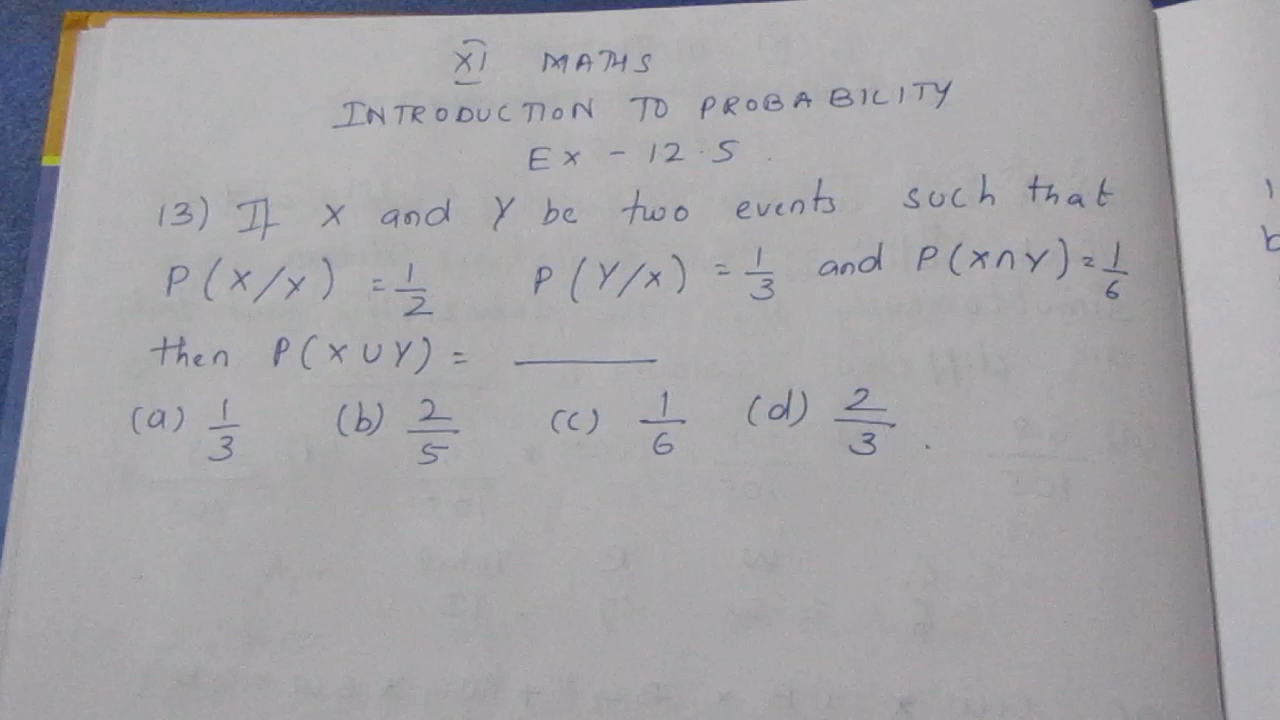 XI MATHS
INTRODUCTION TO PROBABILITY
Ex - 12.5
13) If X and Y be two events such that
P(X/Y) = 1/2 P(Y/X) = 1/3 and P(X∩Y) = 1/6
then P(X∪Y) = ______
(a) 1/3 (b) 2/5 (c) 1/6 (d) 2/3.